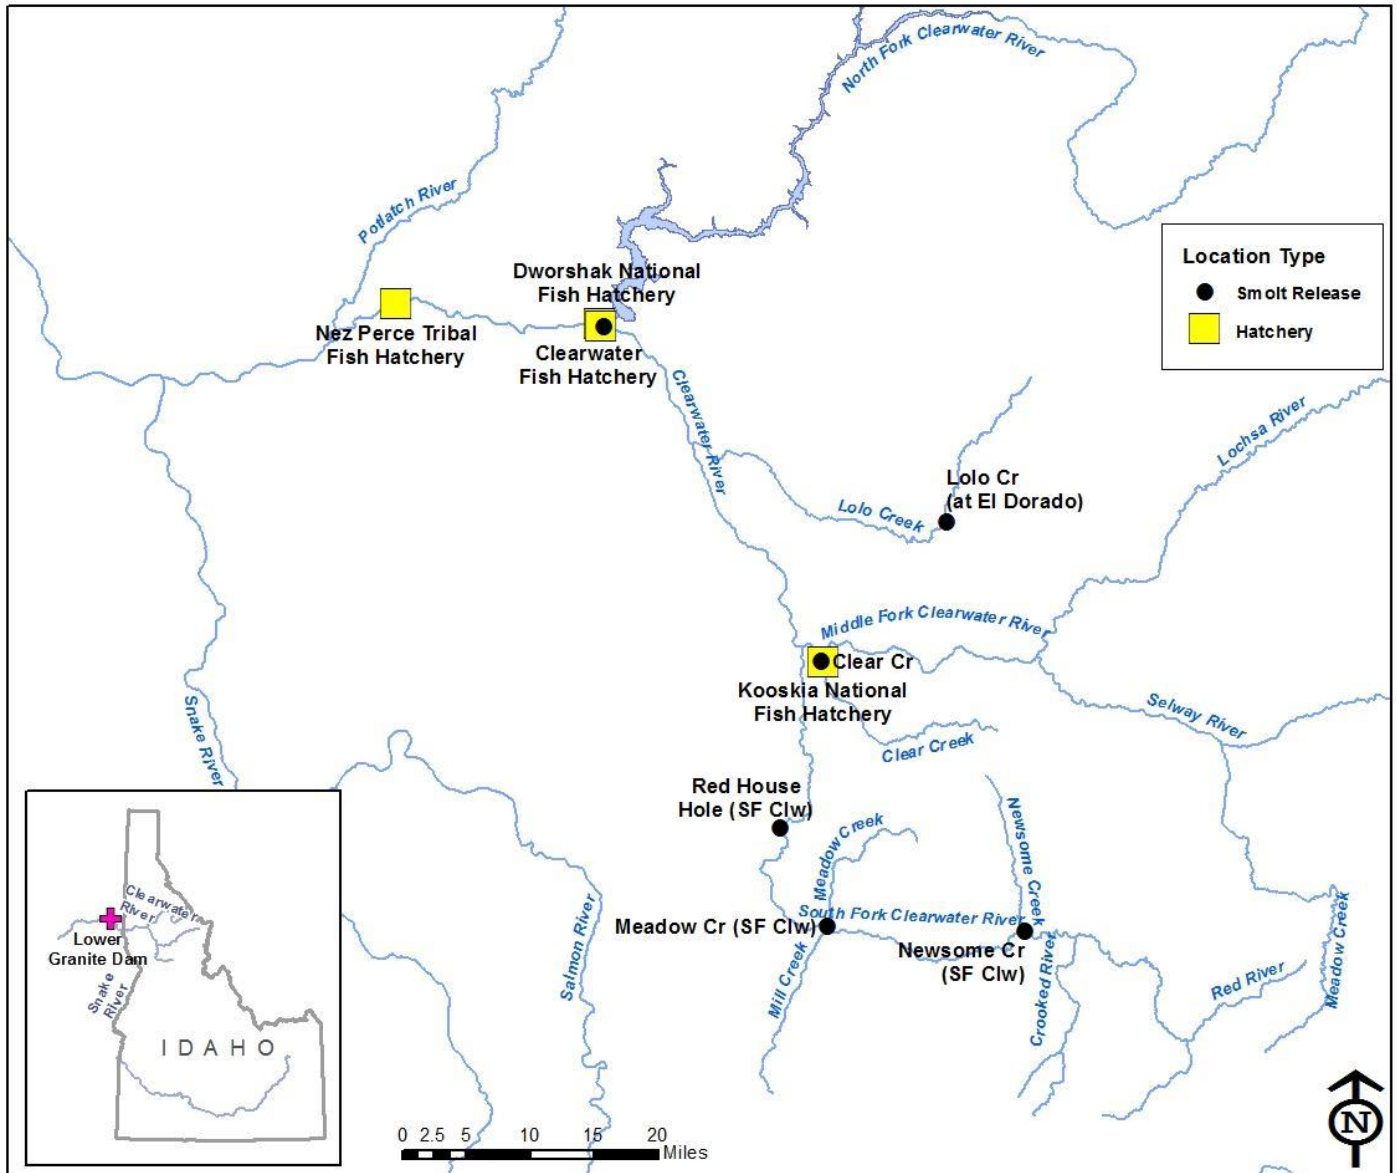 North Fork Clearwater River
Potlatch River
Location Type
Smolt Release
Hatchery
Dworshak National
Fish Hatchery
Nez Perce Tribal
Fish Hatchery
Clearwater
Fish Hatchery
Clearwater River
Lochsa River
Lolo Cr
(at El Dorado)
Lolo Creek
Middle Fork Clearwater River
Clear Cr
Kooskia National
Fish Hatchery
Selway River
Snake River
Clear Creek
Red House
Hole (SF Clw)
Meadow Creek
Newsome Creek
South Fork Clearwater River
Meadow Cr (SF Clw)
Newsome Cr
(SF Clw)
Mill Creek
Crooked River
Red River
Meadow Creek
Salmon River
Clearwater
River
Lower
Granite Dam
Snake
River
IDAHO
0 2.5 5 10 15 20
Miles
N